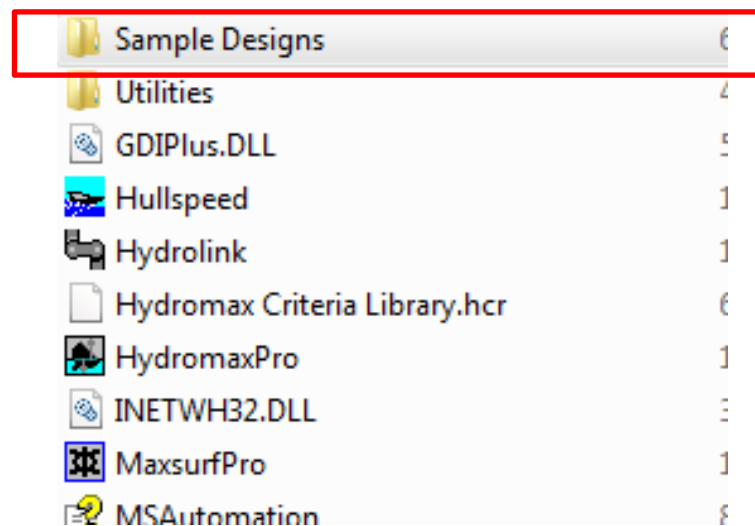 Sample Designs
Utilities
GDIPlus.DLL
Hullspeed
Hydrolink
Hydromax Criteria Library.hcr
HydromaxPro
INETWH32.DLL
MaxsurfPro
MSAutomation